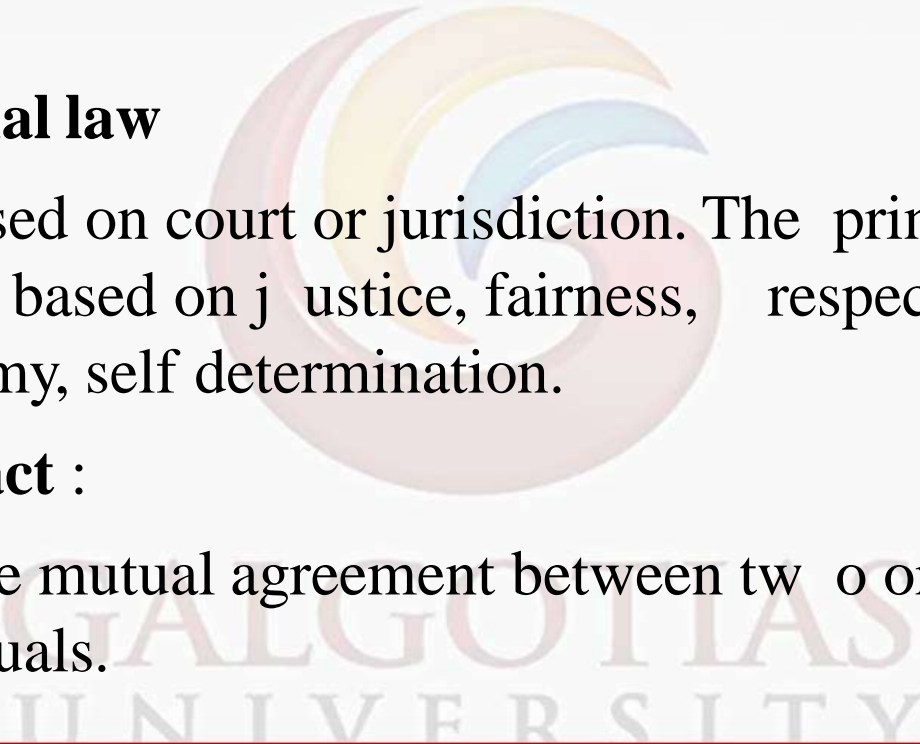 al law
sed on court or jurisdiction. The prin
based on j ustice, fairness, respec
my, self determination.
act :
e mutual agreement between tw o or
uals.
GALGOTIAS
UNIVERSITY